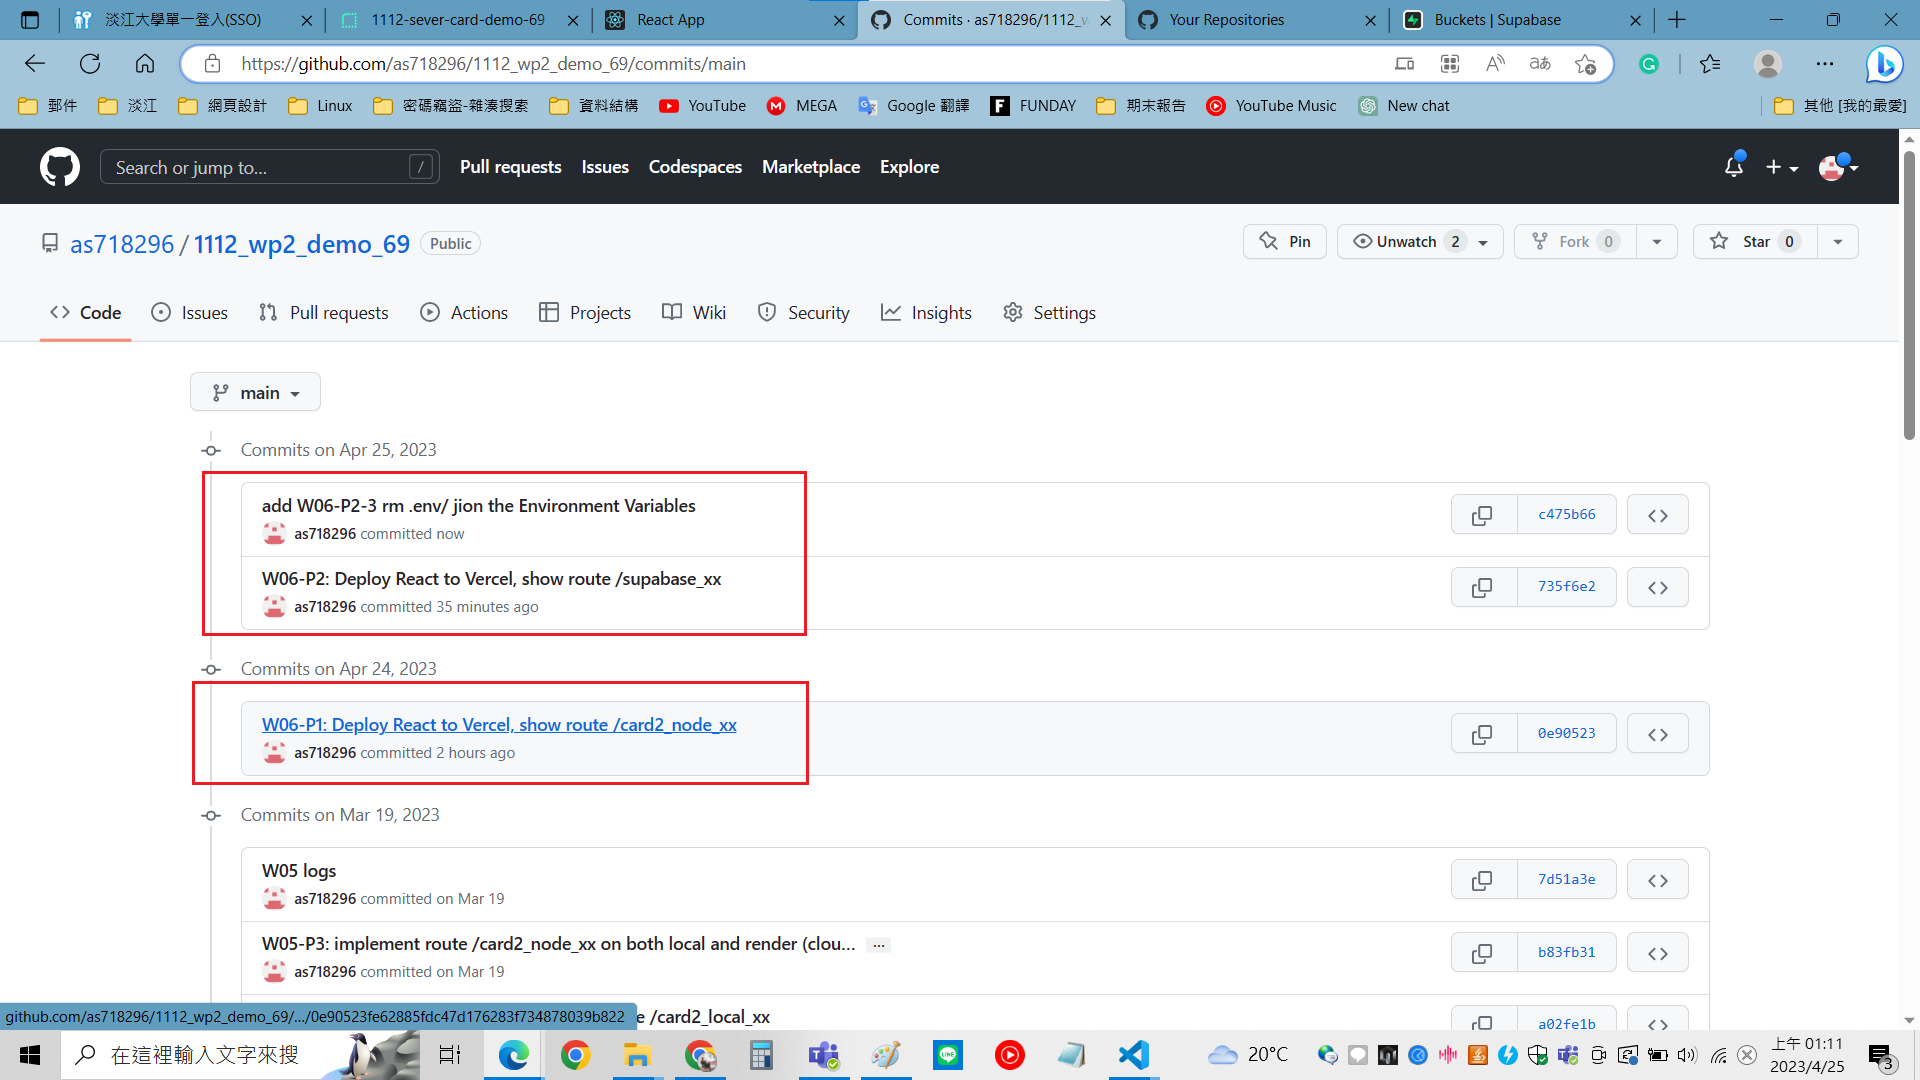 淡江大學單一登入(SSO)
1112-sever-card-demo-69
React App
Commits · as718296/1112_w
Your Repositories
Buckets | Supabase
https://github.com/as718296/1112_wp2_demo_69/commits/main
郵件
淡江
網頁設計
Linux
密碼竊盜-雜湊搜索
資料結構
YouTube
MEGA
Google 翻譯
FUNDAY
期末報告
YouTube Music
New chat
其他 [我的最愛]
Search or jump to...
/
Pull requests
Issues
Codespaces
Marketplace
Explore
as718296 / 1112_wp2_demo_69
Public
Pin
Unwatch 2
Fork 0
Star 0
Code
Issues
Pull requests
Actions
Projects
Wiki
Security
Insights
Settings
main
Commits on Apr 25, 2023
add W06-P2-3 rm .env/ jion the Environment Variables
as718296 committed now
c475b66
W06-P2: Deploy React to Vercel, show route /supabase_xx
as718296 committed 35 minutes ago
735f6e2
Commits on Apr 24, 2023
W06-P1: Deploy React to Vercel, show route /card2_node_xx
as718296 committed 2 hours ago
0e90523
Commits on Mar 19, 2023
W05 logs
as718296 committed on Mar 19
7d51a3e
W05-P3: implement route /card2_node_xx on both local and render (clou… …
as718296 committed on Mar 19
b83fb31
e /card2_local_xx
a02fe1b
github.com/as718296/1112_wp2_demo_69/.../0e90523fe62885fdc47d176283f734878039b822
在這裡輸入文字來搜
20°C
上午 01:11
2023/4/25
3